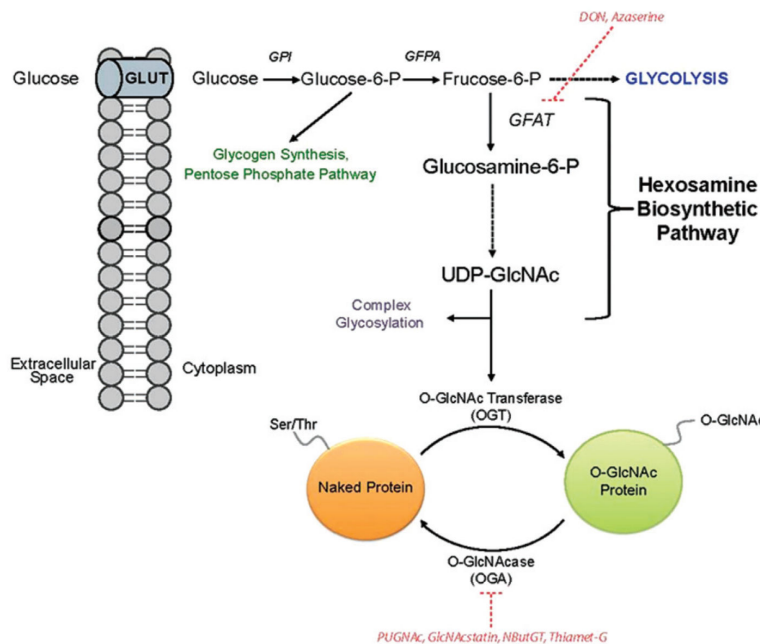 DON, Azaserine
GPI
GFPA
Glucose
GLUT
Glucose
Glucose-6-P
Frucose-6-P
GLYCOLYSIS
GFAT
Glycogen Synthesis,
Pentose Phosphate Pathway
Glucosamine-6-P
Hexosamine
Biosynthetic
Pathway
UDP-GlcNAc
Complex
Glycosylation
Extracellular
Space
Cytoplasm
O-GlcNAc Transferase
(OGT)
Ser/Thr
O-GlcNAc
Naked Protein
O-GlcNAc
Protein
O-GlcNAcase
(OGA)
PUGNAc, GlcNAcstatin, NButGT, Thiamet-G